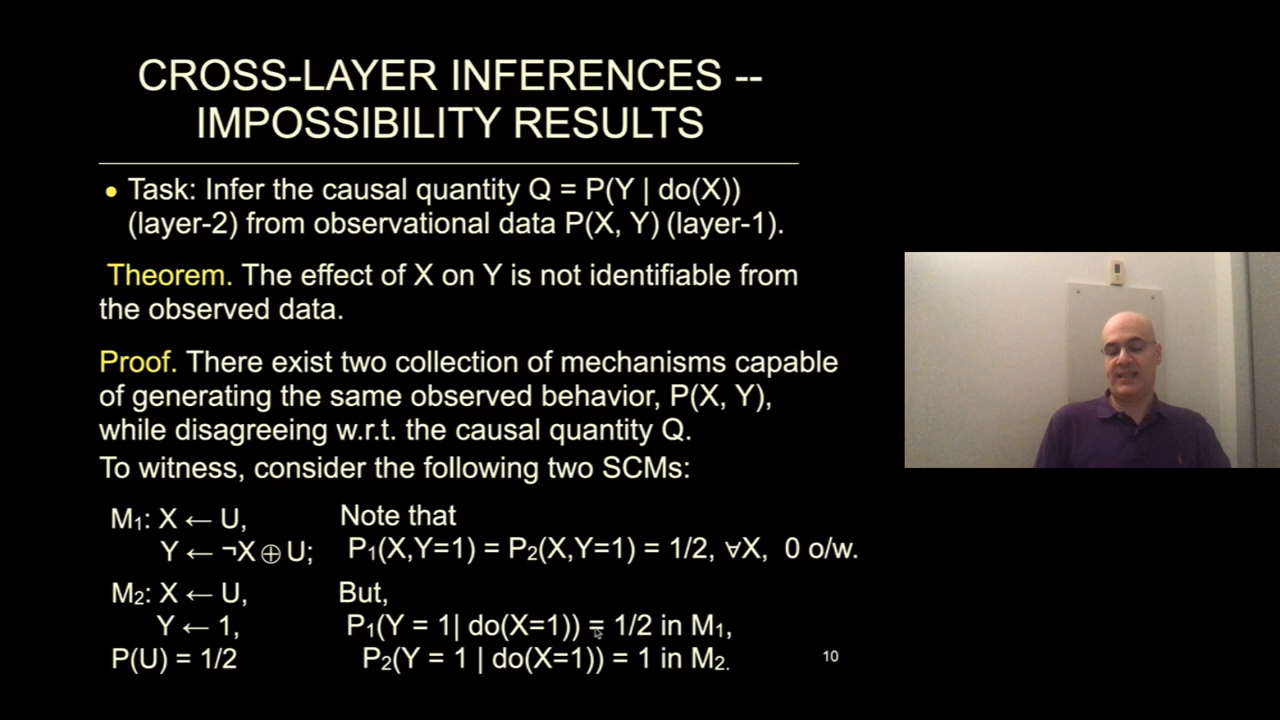 CROSS-LAYER INFERENCES --
IMPOSSIBILITY RESULTS
• Task: Infer the causal quantity Q = P(Y | do(X))
(layer-2) from observational data P(X, Y) (layer-1).
Theorem. The effect of X on Y is not identifiable from
the observed data.
Proof. There exist two collection of mechanisms capable
of generating the same observed behavior, P(X, Y),
while disagreeing w.r.t. the causal quantity Q.
To witness, consider the following two SCMs:
M₁: X ← U,
Y ← ¬X ⊕ U;
M₂: X ← U,
Y ← 1,
P(U) = 1/2
Note that
P₁(X,Y=1) = P₂(X,Y=1) = 1/2, ∀X, 0 o/w.
But,
P₁(Y = 1| do(X=1)) = 1/2 in M₁,
P₂(Y = 1 | do(X=1)) = 1 in M₂.
10